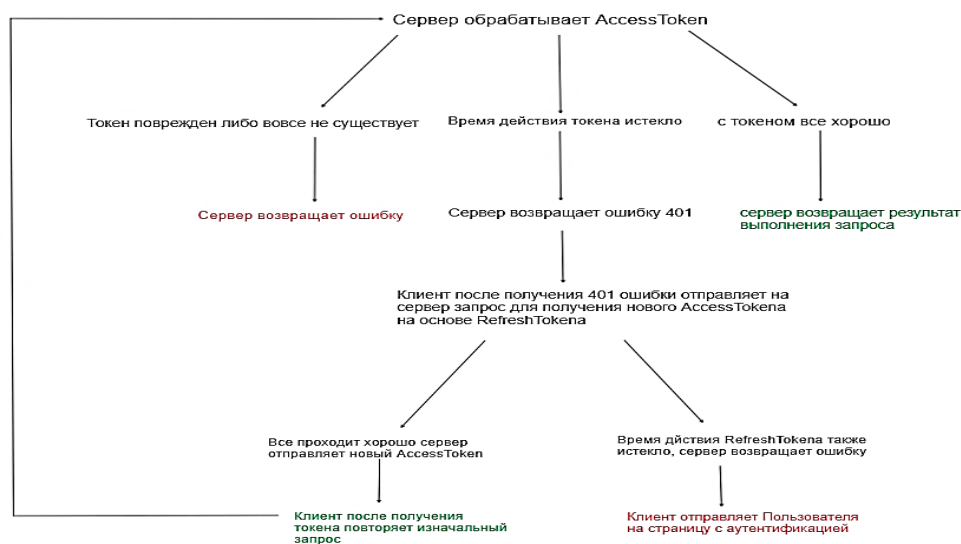 Сервер обрабатывает AccessToken
Токен поврежден либо вовсе не существует
Время действия токена истекло
с токеном все хорошо
Сервер возвращает ошибку
Сервер возвращает ошибку 401
сервер возвращает результат
выполнения запроса
Клиент после получения 401 ошибки отправляет на
сервер запрос для получения нового AccessTokena
на основе RefreshTokena
Все проходит хорошо сервер
отправляет новый AccessToken
Время дйствия RefreshTokena также
истекло, сервер возвращает ошибку
Клиент после получения
токена повторяет изначальный
запрос
Клиент отправляет Пользователя
на страницу с аутентификацией